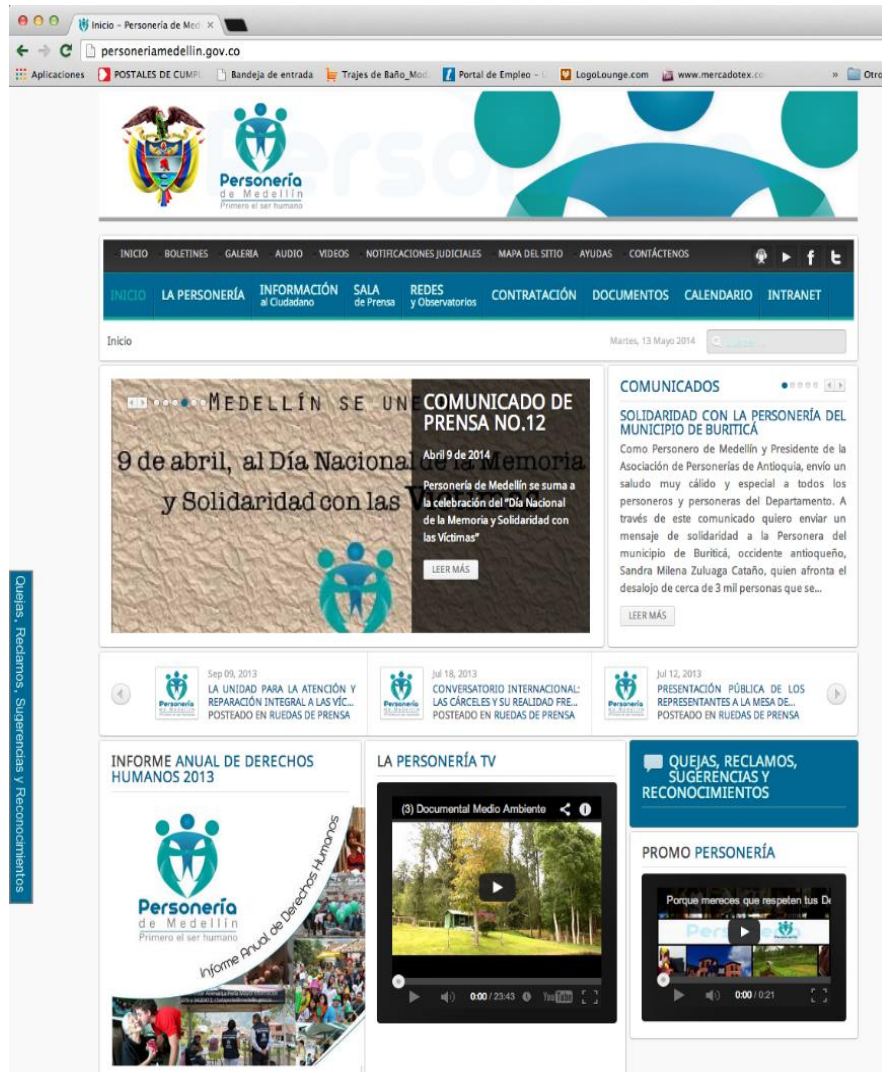 Inicio – Personería de Med
personeriamedellin.gov.co
Aplicaciones
POSTALES DE CUMPL
Bandeja de entrada
Trajes de Baño_Mod.
Portal de Empleo –
LogoLounge.com
www.mercadotex.co
»
Otro
Personería
de Medellín
Primero el ser humano
INICIO BOLETINES GALERIA AUDIO VIDEOS NOTIFICACIONES JUDICIALES MAPA DEL SITIO AYUDAS CONTÁCTENOS
INICIO
LA PERSONERÍA
INFORMACIÓN
al Ciudadano
SALA
de Prensa
REDES
y Observatorios
CONTRATACIÓN
DOCUMENTOS
CALENDARIO
INTRANET
Inicio
Martes, 13 Mayo 2014
MEDELLÍN SE UNE
9 de abril, al Día Nacional de la Memoria
y Solidaridad con las Víctimas
COMUNICADO DE
PRENSA NO.12
Abril 9 de 2014
Personería de Medellín se suma a
la celebración del "Día Nacional
de la Memoria y Solidaridad con
las Víctimas"
LEER MÁS
COMUNICADOS
SOLIDARIDAD CON LA PERSONERÍA DEL
MUNICIPIO DE BURITICÁ
Como Personero de Medellín y Presidente de la
Asociación de Personerías de Antioquia, envío un
saludo muy cálido y especial a todos los
personeros y personeras del Departamento. A
través de este comunicado quiero enviar un
mensaje de solidaridad a la Personera del
municipio de Buriticá, occidente antioqueño,
Sandra Milena Zuluaga Cataño, quien afronta el
desalojo de cerca de 3 mil personas que se...
LEER MÁS
Quejas, Reclamos, Sugerencias y Reconocimientos
Personería
de Medellín
Sep 09, 2013
LA UNIDAD PARA LA ATENCIÓN Y
REPARACIÓN INTEGRAL A LAS VÍC...
POSTEADO EN RUEDAS DE PRENSA
Personería
de Medellín
Jul 18, 2013
CONVERSATORIO INTERNACIONAL:
LAS CÁRCELES Y SU REALIDAD FRE...
POSTEADO EN RUEDAS DE PRENSA
Personería
de Medellín
Jul 12, 2013
PRESENTACIÓN PÚBLICA DE LOS
REPRESENTANTES A LA MESA DE...
POSTEADO EN RUEDAS DE PRENSA
INFORME ANUAL DE DERECHOS
HUMANOS 2013
Personería
de Medellín
Primero el ser humano
Informe Anual de Derechos Humanos
LA PERSONERÍA TV
(3) Documental Medio Ambiente
0:00 / 23:43
YouTube
QUEJAS, RECLAMOS,
SUGERENCIAS Y
RECONOCIMIENTOS
PROMO PERSONERÍA
Porque mereces que respeten tus De
0:00 / 0:21